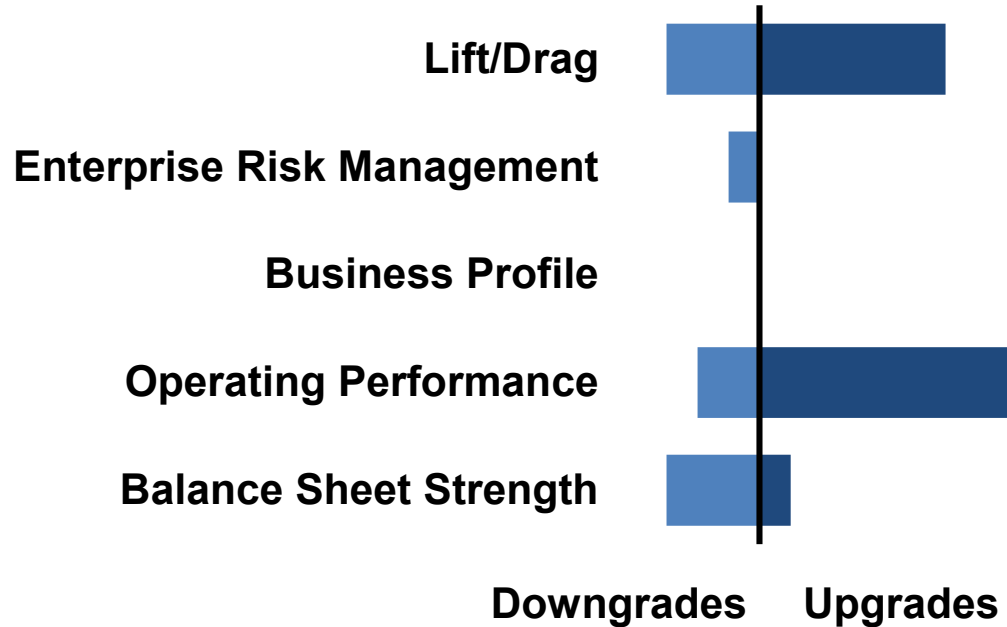 Lift/Drag
Enterprise Risk Management
Business Profile
Operating Performance
Balance Sheet Strength
Downgrades Upgrades